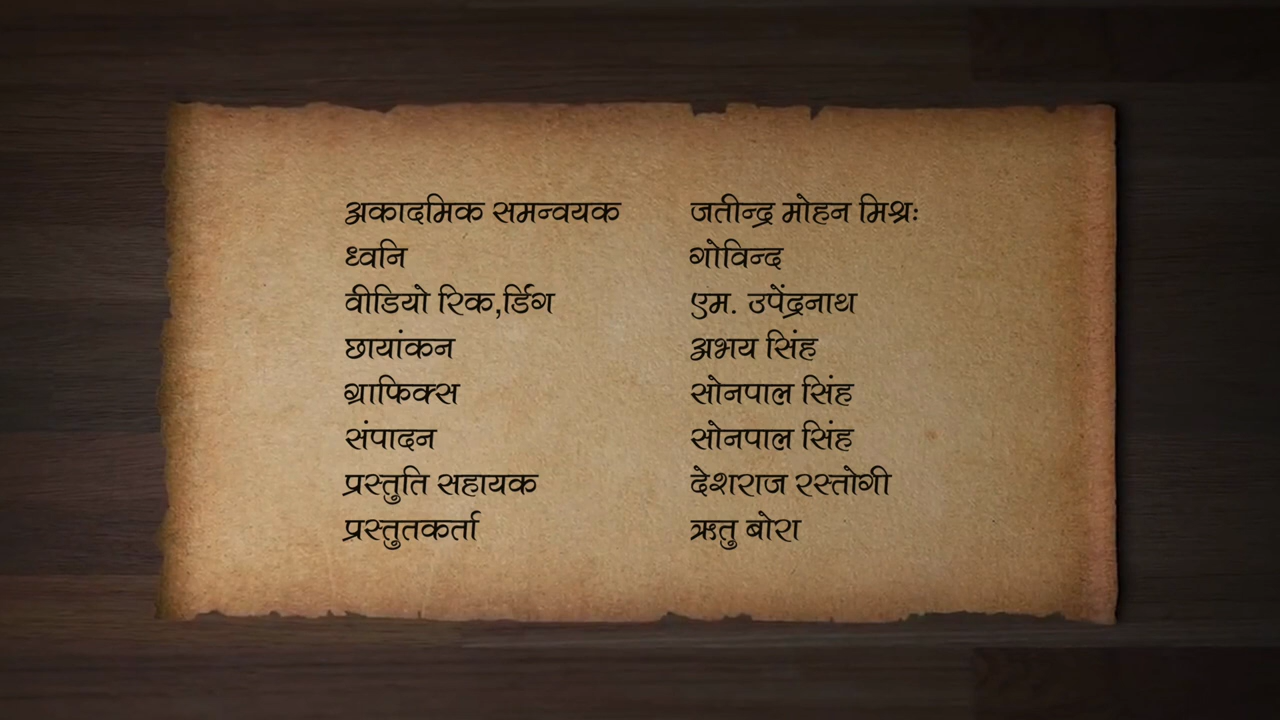 अकादमिक समन्वयक जतीन्द्र मोहन मिश्रः
ध्वनि गोविन्द
वीडियो रिक,र्डिंग एम. उपेंद्रनाथ
छायांकन अभय सिंह
ग्राफिक्स सोनपाल सिंह
संपादन सोनपाल सिंह
प्रस्तुति सहायक देशराज रस्तोगी
प्रस्तुतकर्ता ऋतु बोरा